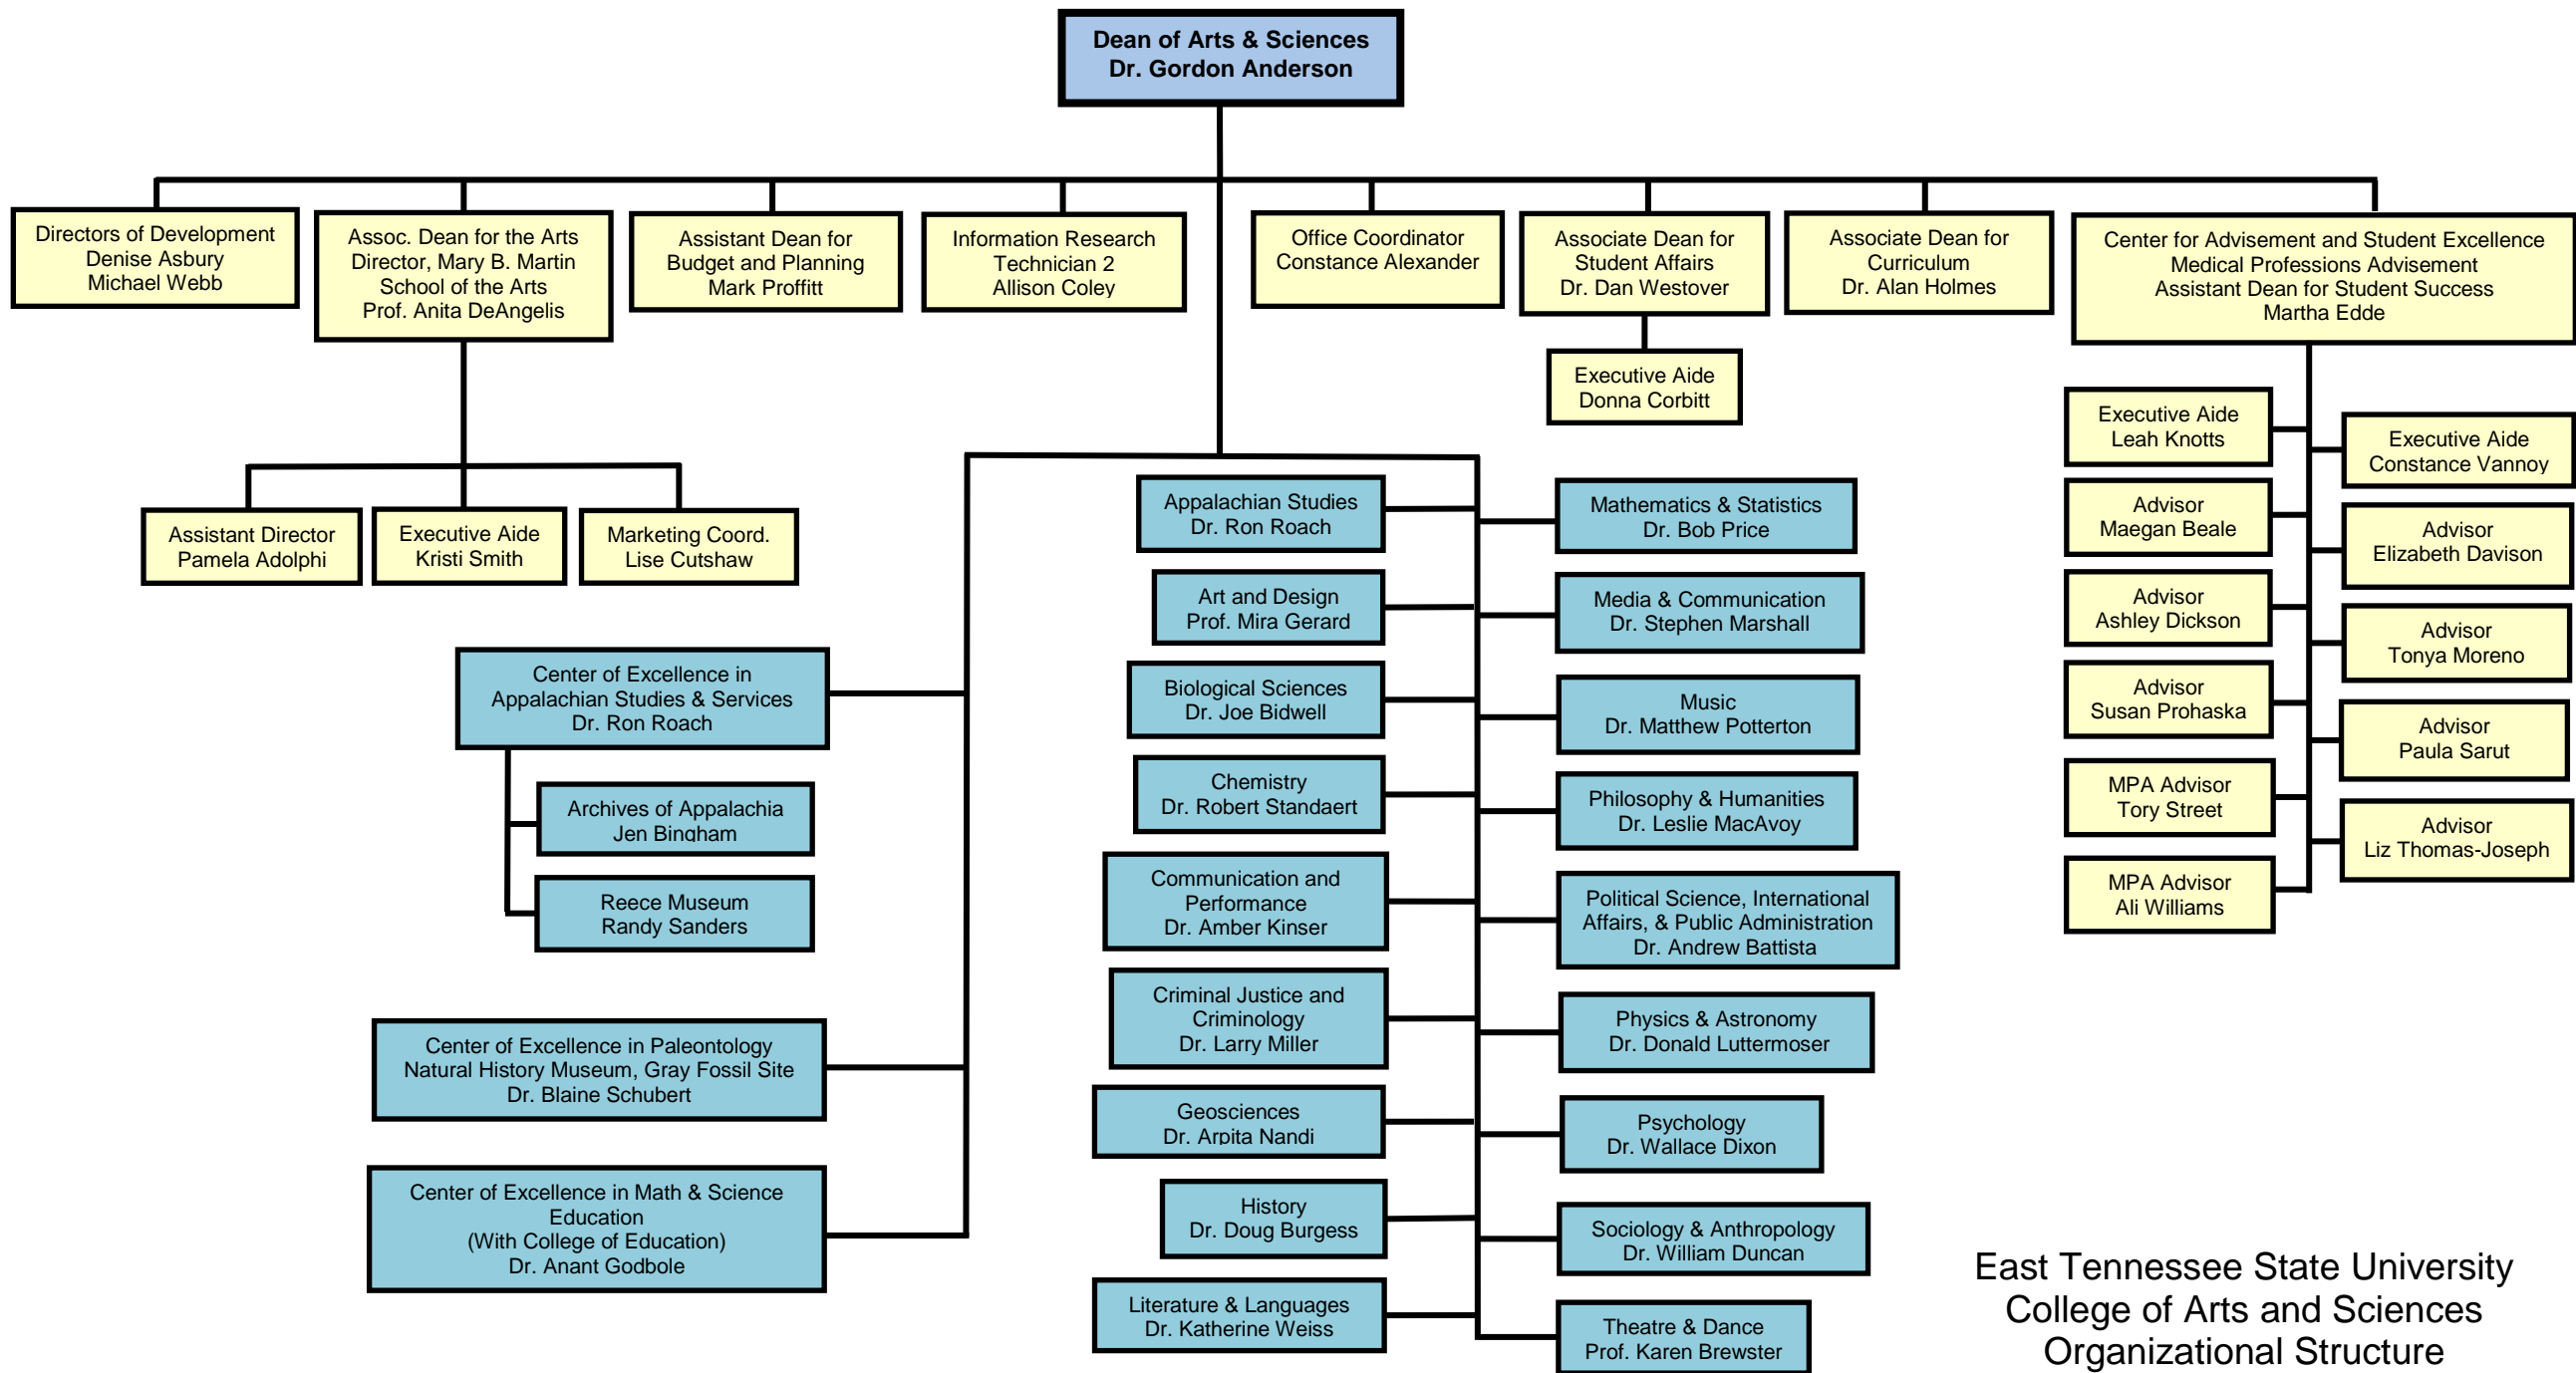 Dean of Arts & Sciences
Dr. Gordon Anderson
Directors of Development
Denise Asbury
Michael Webb
Assoc. Dean for the Arts
Director, Mary B. Martin
School of the Arts
Prof. Anita DeAngelis
Assistant Dean for
Budget and Planning
Mark Proffitt
Information Research
Technician 2
Allison Coley
Office Coordinator
Constance Alexander
Associate Dean for
Student Affairs
Dr. Dan Westover
Associate Dean for
Curriculum
Dr. Alan Holmes
Center for Advisement and Student Excellence
Medical Professions Advisement
Assistant Dean for Student Success
Martha Edde
Executive Aide
Donna Corbitt
Assistant Director
Pamela Adolphi
Executive Aide
Kristi Smith
Marketing Coord.
Lise Cutshaw
Executive Aide
Leah Knotts
Executive Aide
Constance Vannoy
Advisor
Maegan Beale
Advisor
Elizabeth Davison
Advisor
Ashley Dickson
Advisor
Tonya Moreno
Advisor
Susan Prohaska
Advisor
Paula Sarut
MPA Advisor
Tory Street
Advisor
Liz Thomas-Joseph
MPA Advisor
Ali Williams
Center of Excellence in
Appalachian Studies & Services
Dr. Ron Roach
Archives of Appalachia
Jen Bingham
Reece Museum
Randy Sanders
Center of Excellence in Paleontology
Natural History Museum, Gray Fossil Site
Dr. Blaine Schubert
Center of Excellence in Math & Science
Education
(With College of Education)
Dr. Anant Godbole
Appalachian Studies
Dr. Ron Roach
Art and Design
Prof. Mira Gerard
Biological Sciences
Dr. Joe Bidwell
Chemistry
Dr. Robert Standaert
Communication and
Performance
Dr. Amber Kinser
Criminal Justice and
Criminology
Dr. Larry Miller
Geosciences
Dr. Arpita Nandi
History
Dr. Doug Burgess
Literature & Languages
Dr. Katherine Weiss
Mathematics & Statistics
Dr. Bob Price
Media & Communication
Dr. Stephen Marshall
Music
Dr. Matthew Potterton
Philosophy & Humanities
Dr. Leslie MacAvoy
Political Science, International
Affairs, & Public Administration
Dr. Andrew Battista
Physics & Astronomy
Dr. Donald Luttermoser
Psychology
Dr. Wallace Dixon
Sociology & Anthropology
Dr. William Duncan
Theatre & Dance
Prof. Karen Brewster
East Tennessee State University
College of Arts and Sciences
Organizational Structure